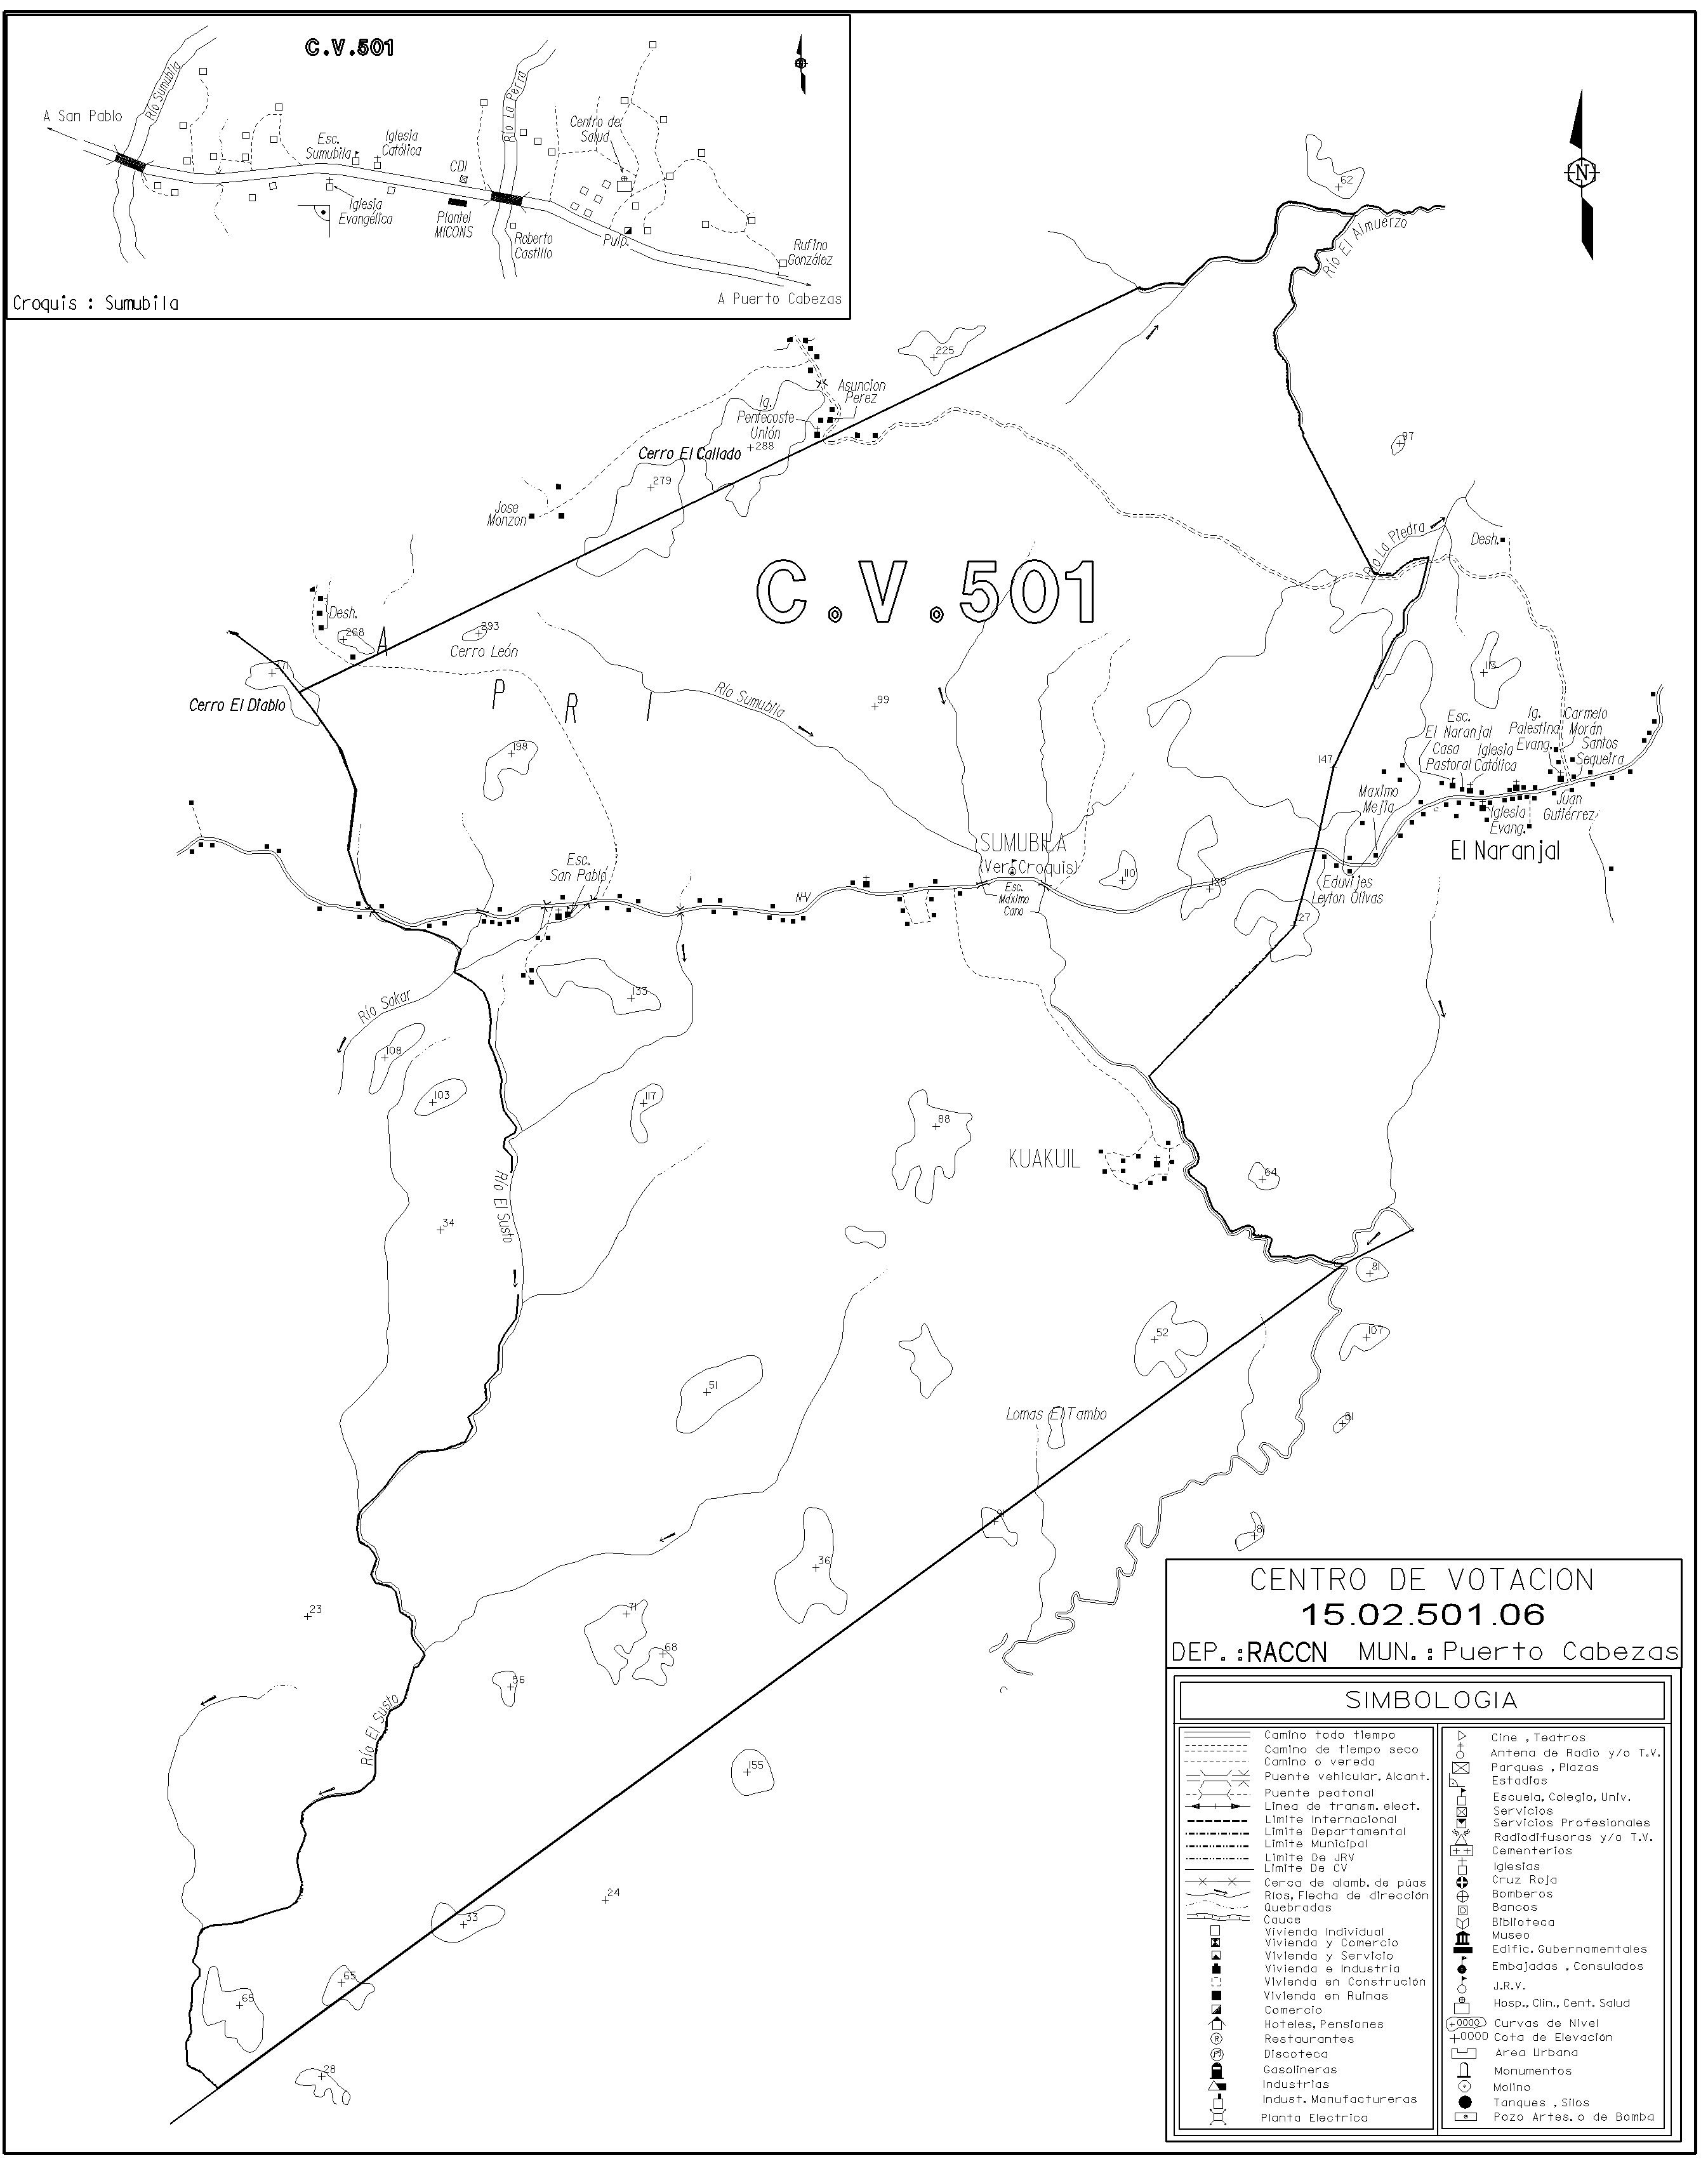 C.V.501
A San Pablo
Río Sumubila
Esc.
Sumubila
Iglesia
Católica
CDI
Río La Perra
Centro de
Salud
Iglesia
Evangélica
Plantel
MICONS
Roberto
Castillo
Pulp.
Rufino
González
A Puerto Cabezas
Croquis : Sumubila
N
62
Río El Almuerzo
225
Asuncion
Perez
Ig.
Pentecoste
Unión
288
Cerro El Callado
279
97
Jose
Monzon
Río La Piedra
Desh.
C.V.501
Desh.
268
A
293
Cerro León
371
Cerro El Diablo
P R I
Río Sumubila
99
113
198
147
Esc.
El Naranjal
Casa
Pastoral
Iglesia
Católica
Ig.
Palestina
Evang.
Carmelo
Morán
Santos
Sequeira
Maximo
Mejia
Iglesia
Evang.
Juan
Gutiérrez
El Naranjal
SUMUBILA
(Ver Croquis)
Esc.
Máximo
Cano
110
135
Eduvijes
Leyton Olivas
127
Esc.
San Pablo
N-V
133
Río Sakar
108
103
117
88
KUAKUIL
64
34
Río El Susto
81
52
107
51
Lomas El Tambo
81
91
81
36
23
71
68
56
Río El Susto
155
24
33
65
65
28
CENTRO DE VOTACION
15.02.501.06
DEP.:RACCN MUN.: Puerto Cabezas
SIMBOLOGIA
Camino todo tiempo
Camino de tiempo seco
Camino o vereda
Puente vehicular, Alcant.
Puente peatonal
Linea de transm. elect.
Limite Internacional
Limite Departamental
Limite Municipal
Limite De JRV
Limite De CV
Cerca de alamb. de púas
Ríos, Flecha de dirección
Quebradas
Cauce
Vivienda Individual
Vivienda y Comercio
Vivienda y Servicio
Vivienda e Industria
Vivienda en Construción
Vivienda en Ruinas
Comercio
Hoteles, Pensiones
R Restaurantes
Discoteca
Gasolineras
Industrias
Indust. Manufactureras
Planta Electrica
Cine , Teatros
Antena de Radio y/o T.V.
Parques , Plazas
Estadios
Escuela, Colegio, Univ.
Servicios
Servicios Profesionales
Radiodifusoras y/o T.V.
Cementerios
Iglesias
Cruz Roja
Bomberos
Bancos
Biblioteca
Museo
Edific. Gubernamentales
Embajadas , Consulados
J.R.V.
Hosp., Clin., Cent. Salud
+0000 Curvas de Nivel
+0000 Cota de Elevación
Area Urbana
Monumentos
Molino
Tanques , Silos
Pozo Artes. o de Bomba